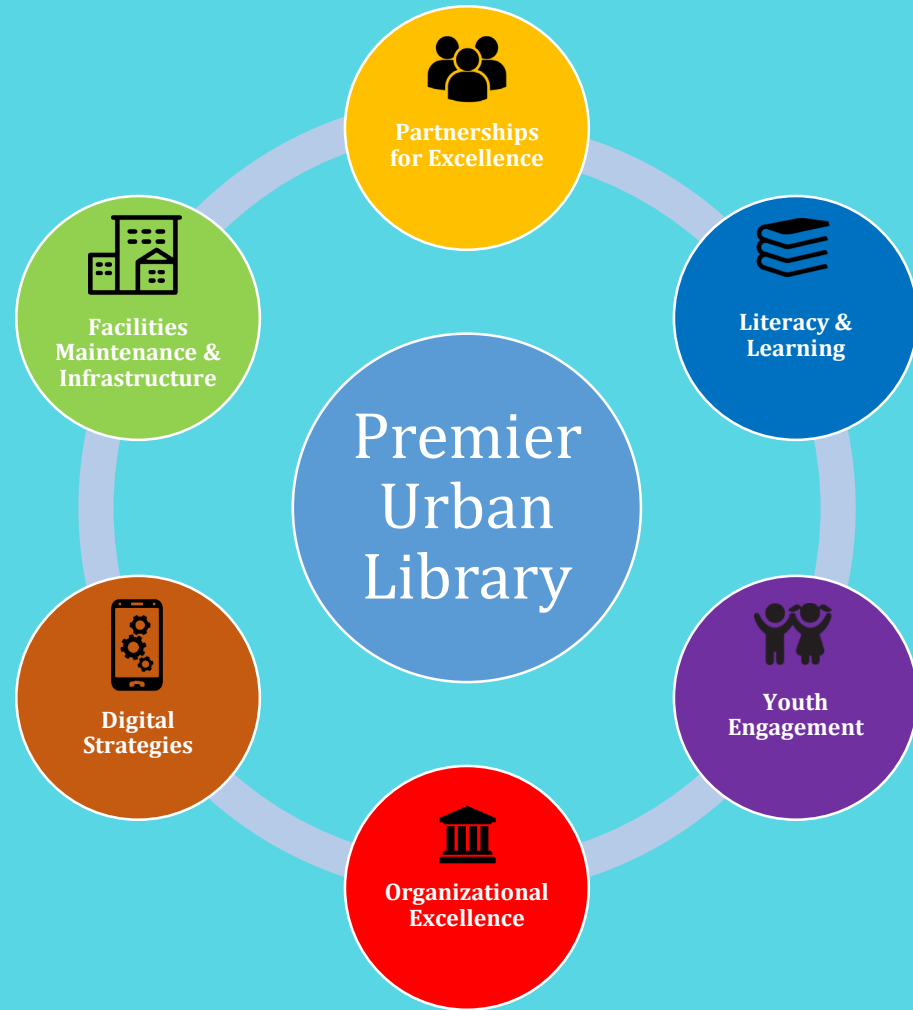 Partnerships
for Excellence
Literacy &
Learning
Youth
Engagement
Organizational
Excellence
Digital
Strategies
Facilities
Maintenance &
Infrastructure
Premier
Urban
Library